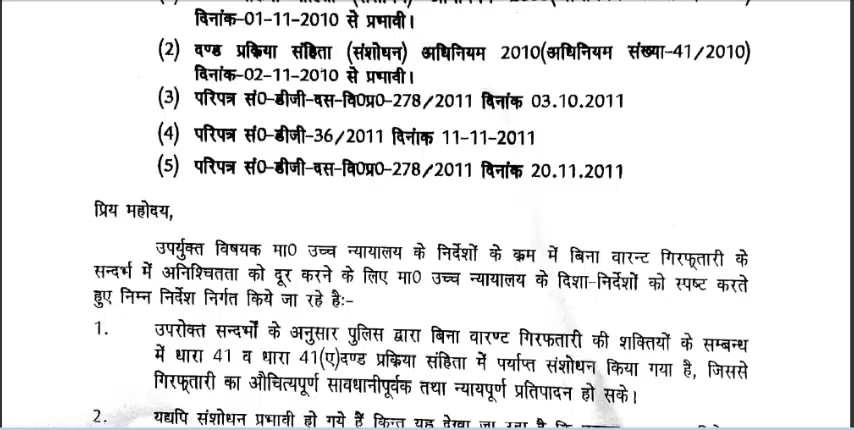 दिनांक-01-11-2010 से प्रभावी।
(2) दण्ड प्रकिया संहिता (संशोधन) अधिनियम 2010(अधिनियम संख्या-41/2010)
दिनांक-02-11-2010 से प्रभावी।
(3) परिपत्र सं0-डीजी-दस-वि0प्र0-278/2011 दिनांक 03.10.2011
(4) परिपत्र सं0-डीजी-36/2011 दिनांक 11-11-2011
(5) परिपत्र सं0-डीजी-दस-वि0प्र0-278/2011 दिनांक 20.11.2011
प्रिय महोदय,
उपर्युक्त विषयक मा0 उच्च न्यायालय के निर्देशों के क्रम में बिना वारन्ट गिरफ्तारी के
सन्दर्भ में अनिश्चितता को दूर करने के लिए मा0 उच्च न्यायालय के दिशा-निर्देशों को स्पष्ट करते
हुए निम्न निर्देश निर्गत किये जा रहे हैः-
1. उपरोक्त सन्दर्भों के अनुसार पुलिस द्वारा बिना वारण्ट गिरफतारी की शक्तियों के सम्बन्ध
में धारा 41 व धारा 41(ए)दण्ड प्रकिया संहिता में पर्याप्त संशोधन किया गया है, जिससे
गिरफ्तारी का औचित्यपूर्ण सावधानीपूर्वक तथा न्यायपूर्ण प्रतिपादन हो सके।
2. यद्यपि संशोधन प्रभावी हो गये हैं किन्तु यह देखा जा रहा है कि